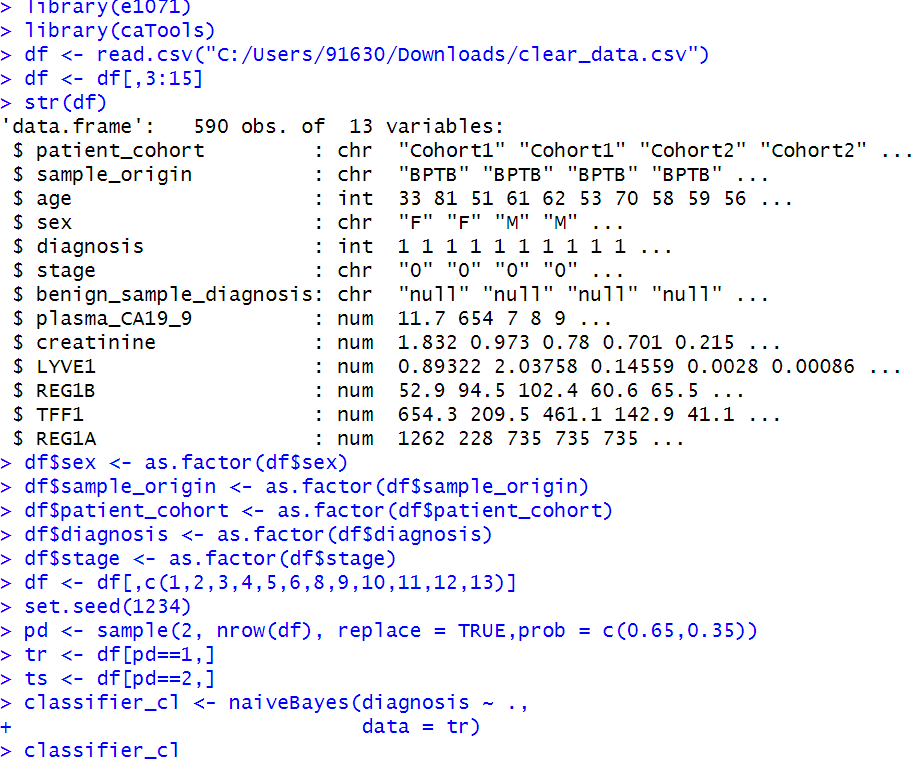 > library(e1071)
> library(caTools)
> df <- read.csv("C:/Users/91630/Downloads/clear_data.csv")
> df <- df[,3:15]
> str(df)
'data.frame':   590 obs. of  13 variables:
 $ patient_cohort         : chr  "Cohort1" "Cohort1" "Cohort2" "Cohort2" ...
 $ sample_origin          : chr  "BPTB" "BPTB" "BPTB" "BPTB" ...
 $ age                    : int  33 81 51 61 62 53 70 58 59 56 ...
 $ sex                    : chr  "F" "F" "M" "M" ...
 $ diagnosis              : int  1 1 1 1 1 1 1 1 1 1 ...
 $ stage                  : chr  "0" "0" "0" "0" ...
 $ benign_sample_diagnosis: chr  "null" "null" "null" "null" ...
 $ plasma_CA19_9          : num  11.7 654 7 8 9 ...
 $ creatinine             : num  1.832 0.973 0.78 0.701 0.215 ...
 $ LYVE1                  : num  0.89322 2.03758 0.14559 0.0028 0.00086 ...
 $ REG1B                  : num  52.9 94.5 102.4 60.6 65.5 ...
 $ TFF1                   : num  654.3 209.5 461.1 142.9 41.1 ...
 $ REG1A                  : num  1262 228 735 735 735 ...
> df$sex <- as.factor(df$sex)
> df$sample_origin <- as.factor(df$sample_origin)
> df$patient_cohort <- as.factor(df$patient_cohort)
> df$diagnosis <- as.factor(df$diagnosis)
> df$stage <- as.factor(df$stage)
> df <- df[,c(1,2,3,4,5,6,8,9,10,11,12,13)]
> set.seed(1234)
> pd <- sample(2, nrow(df), replace = TRUE,prob = c(0.65,0.35))
> tr <- df[pd==1,]
> ts <- df[pd==2,]
> classifier_cl <- naiveBayes(diagnosis ~ .,
+                             data = tr)
> classifier_cl